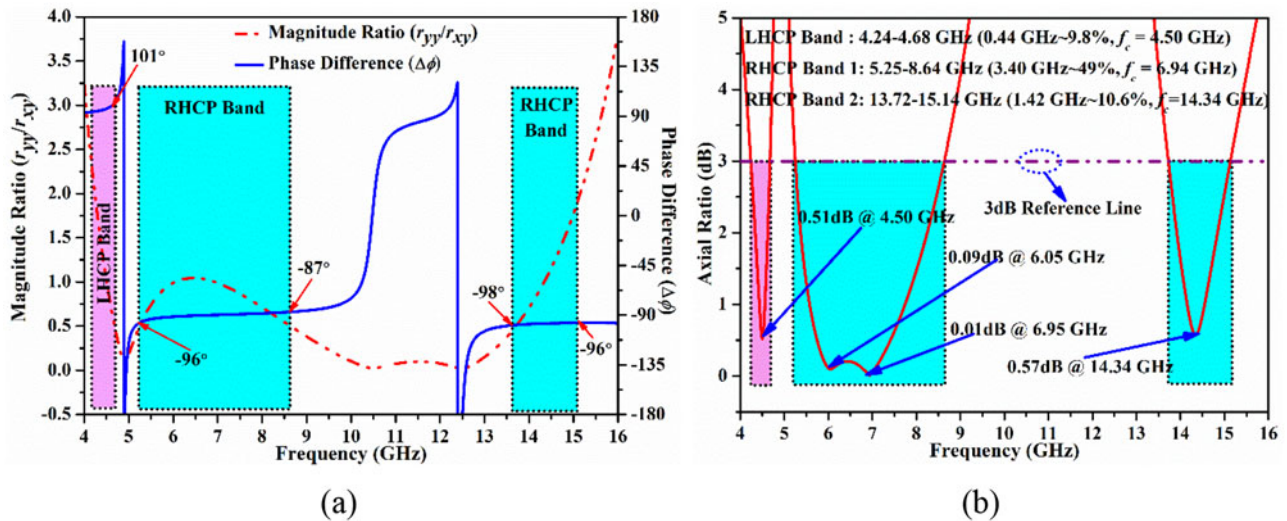 4.0
3.5
3.0
2.5
2.0
1.5
1.0
0.5
0.0
-0.5
Magnitude Ratio (ryy/rxy)
Magnitude Ratio (ryy/rxy)
Phase Difference (Δϕ)
101°
LHCP Band
RHCP Band
RHCP
Band
-87°
-96°
-98°
-96°
180
135
90
45
0
-45
-90
-135
-180
Phase Difference (Δϕ)
4 5 6 7 8 9 10 11 12 13 14 15 16
Frequency (GHz)
(a)
5
4
3
2
1
0
Axial Ratio (dB)
LHCP Band : 4.24-4.68 GHz (0.44 GHz~9.8%, fc = 4.50 GHz)
RHCP Band 1: 5.25-8.64 GHz (3.40 GHz~49%, fc = 6.94 GHz)
RHCP Band 2: 13.72-15.14 GHz (1.42 GHz~10.6%, fc=14.34 GHz)
3dB Reference Line
0.51dB @ 4.50 GHz
0.09dB @ 6.05 GHz
0.01dB @ 6.95 GHz
0.57dB @ 14.34 GHz
4 5 6 7 8 9 10 11 12 13 14 15 16
Frequency (GHz)
(b)